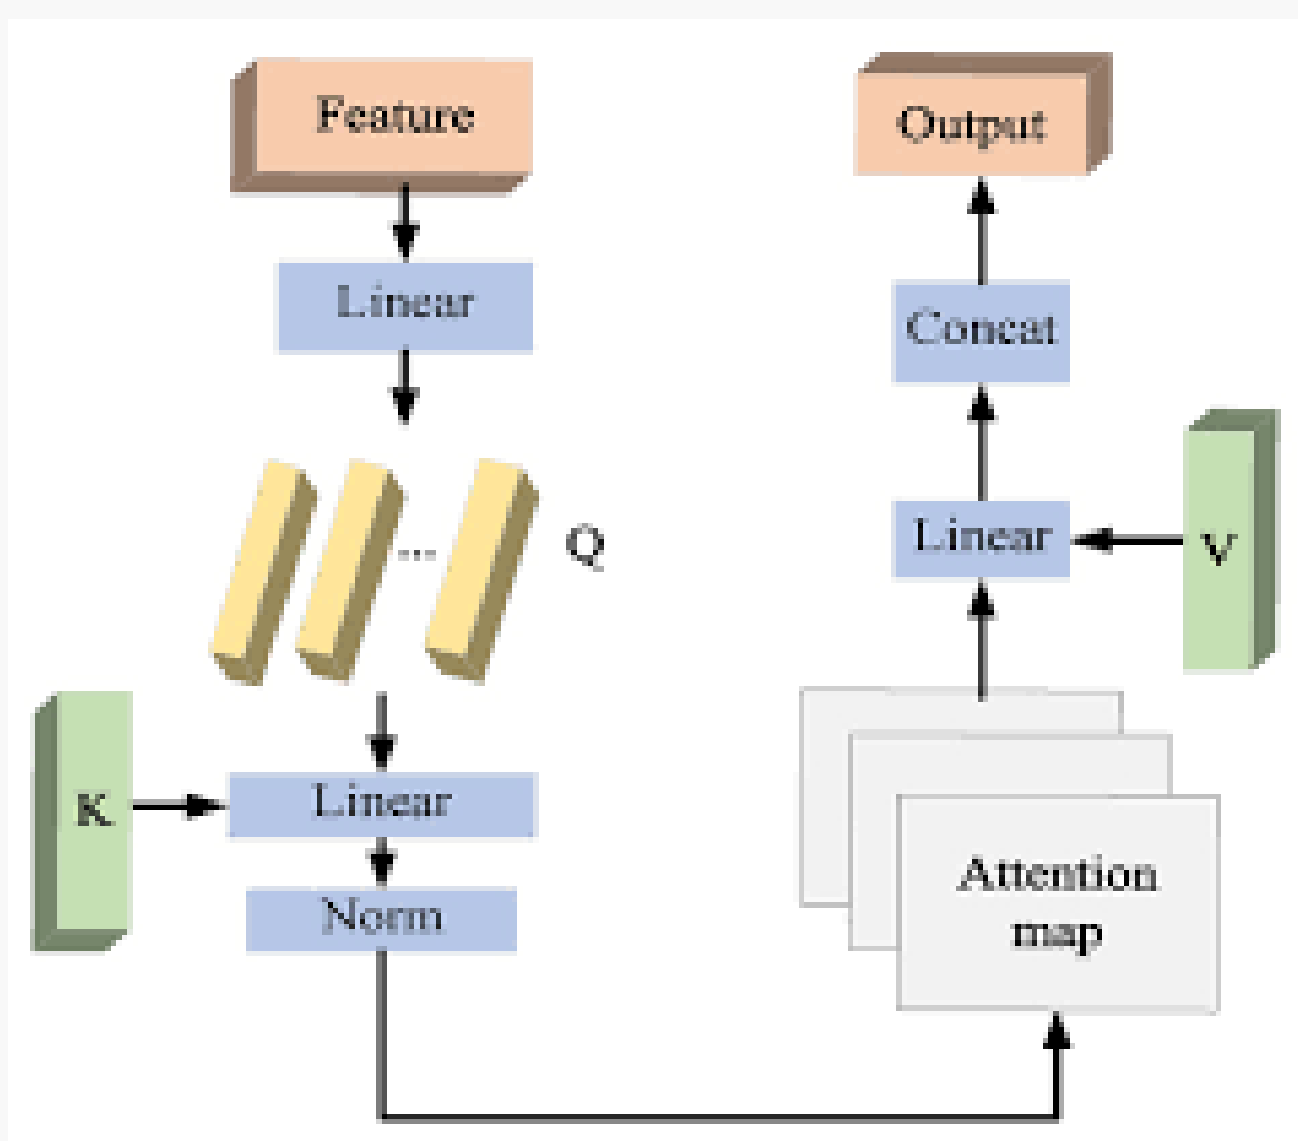 Feature
Linear
...
Q
K
Linear
Norm
Output
Concat
Linear
V
Attention
map